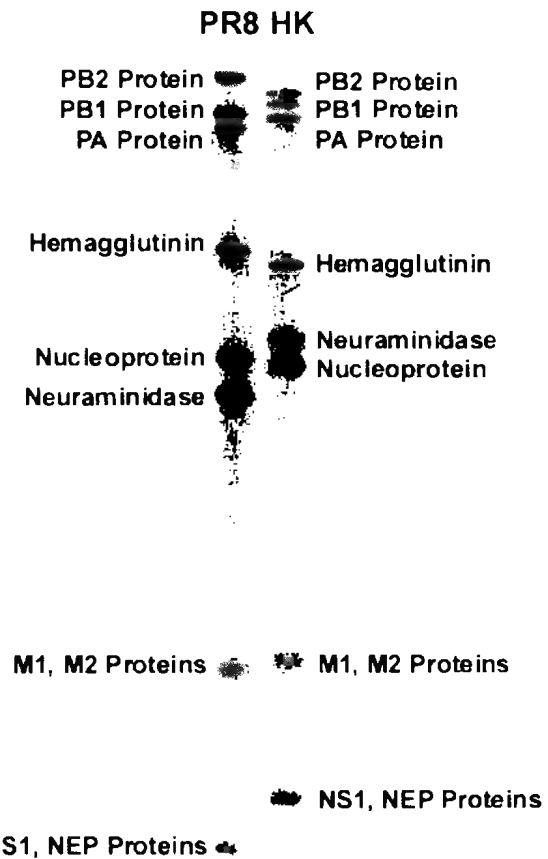 PR8 HK
PB2 Protein
PB1 Protein
PA Protein
Hemagglutinin
Nucleoprotein
Neuraminidase
M1, M2 Proteins
S1, NEP Proteins
PB2 Protein
PB1 Protein
PA Protein
Hemagglutinin
Neuraminidase
Nucleoprotein
M1, M2 Proteins
NS1, NEP Proteins